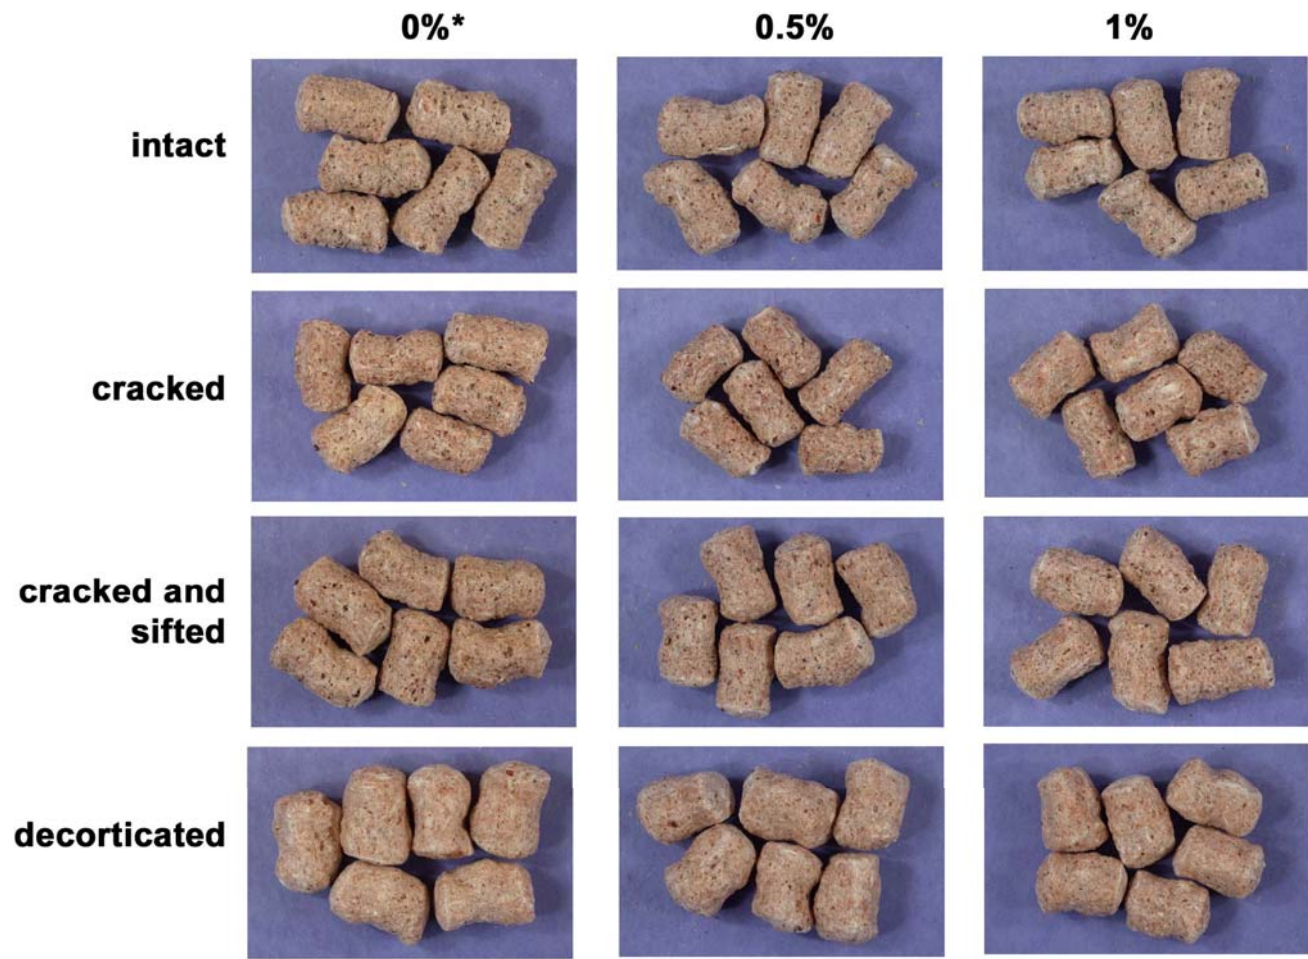 0%* 0.5% 1%
intact
cracked
cracked and
sifted
decorticated